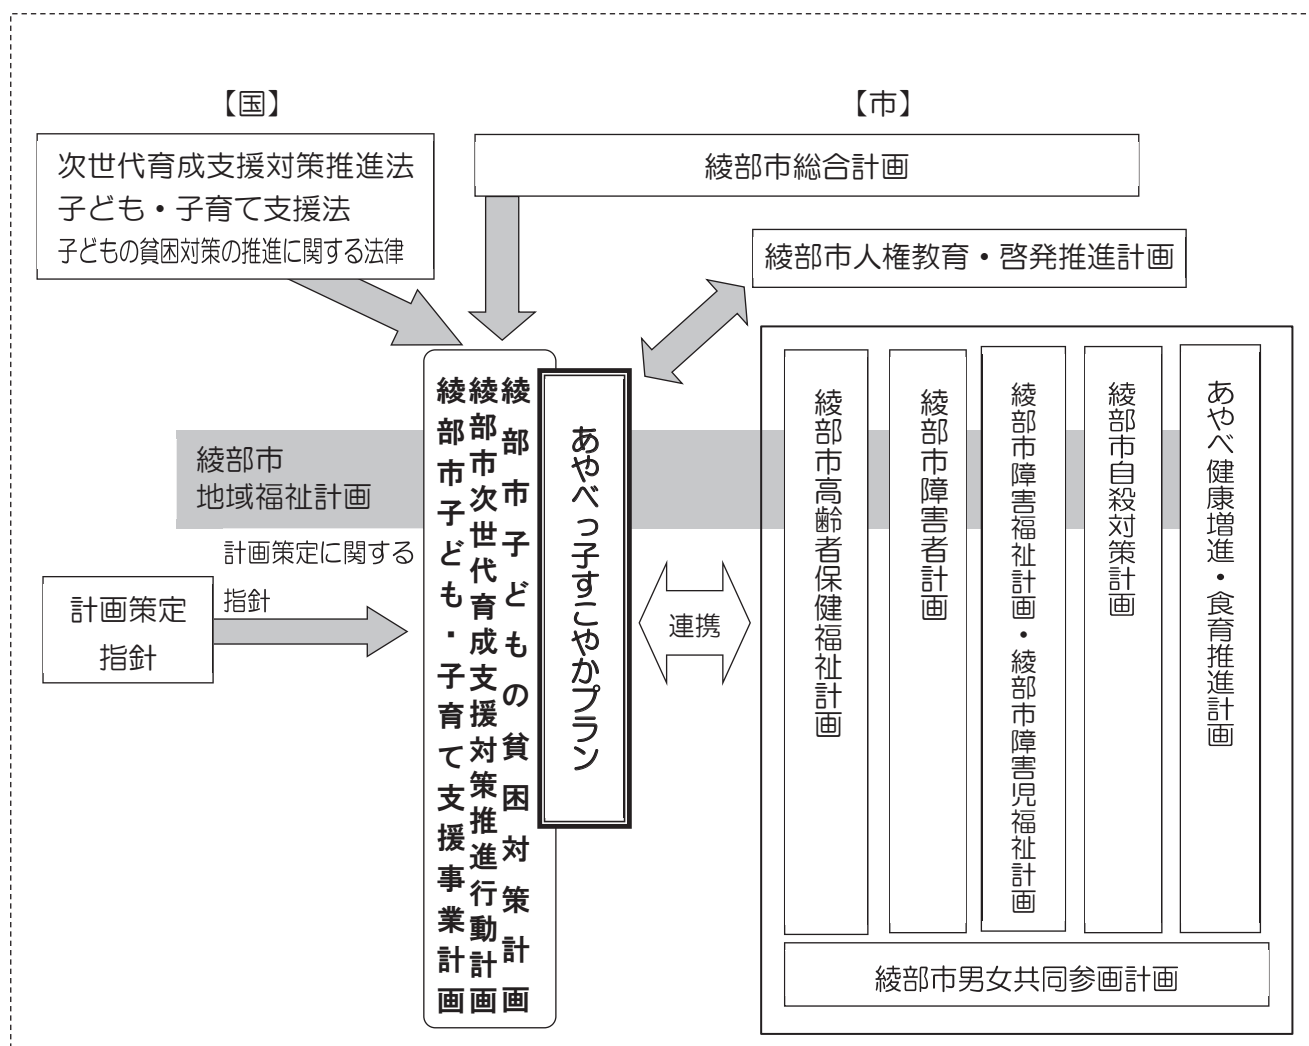 【国】
【市】
次世代育成支援対策推進法
子ども・子育て支援法
子どもの貧困対策の推進に関する法律
綾部市総合計画
綾部市人権教育・啓発推進計画
綾部市
地域福祉計画
計画策定に関する
指針
計画策定
指針
綾部市子どもの貧困対策計画
綾部市次世代育成支援対策推進行動計画
綾部市子ども・子育て支援事業計画
あやべっ子すこやかプラン
連携
綾部市高齢者保健福祉計画
綾部市障害者計画
綾部市障害福祉計画・綾部市障害児福祉計画
綾部市自殺対策計画
あやべ健康増進・食育推進計画
綾部市男女共同参画計画